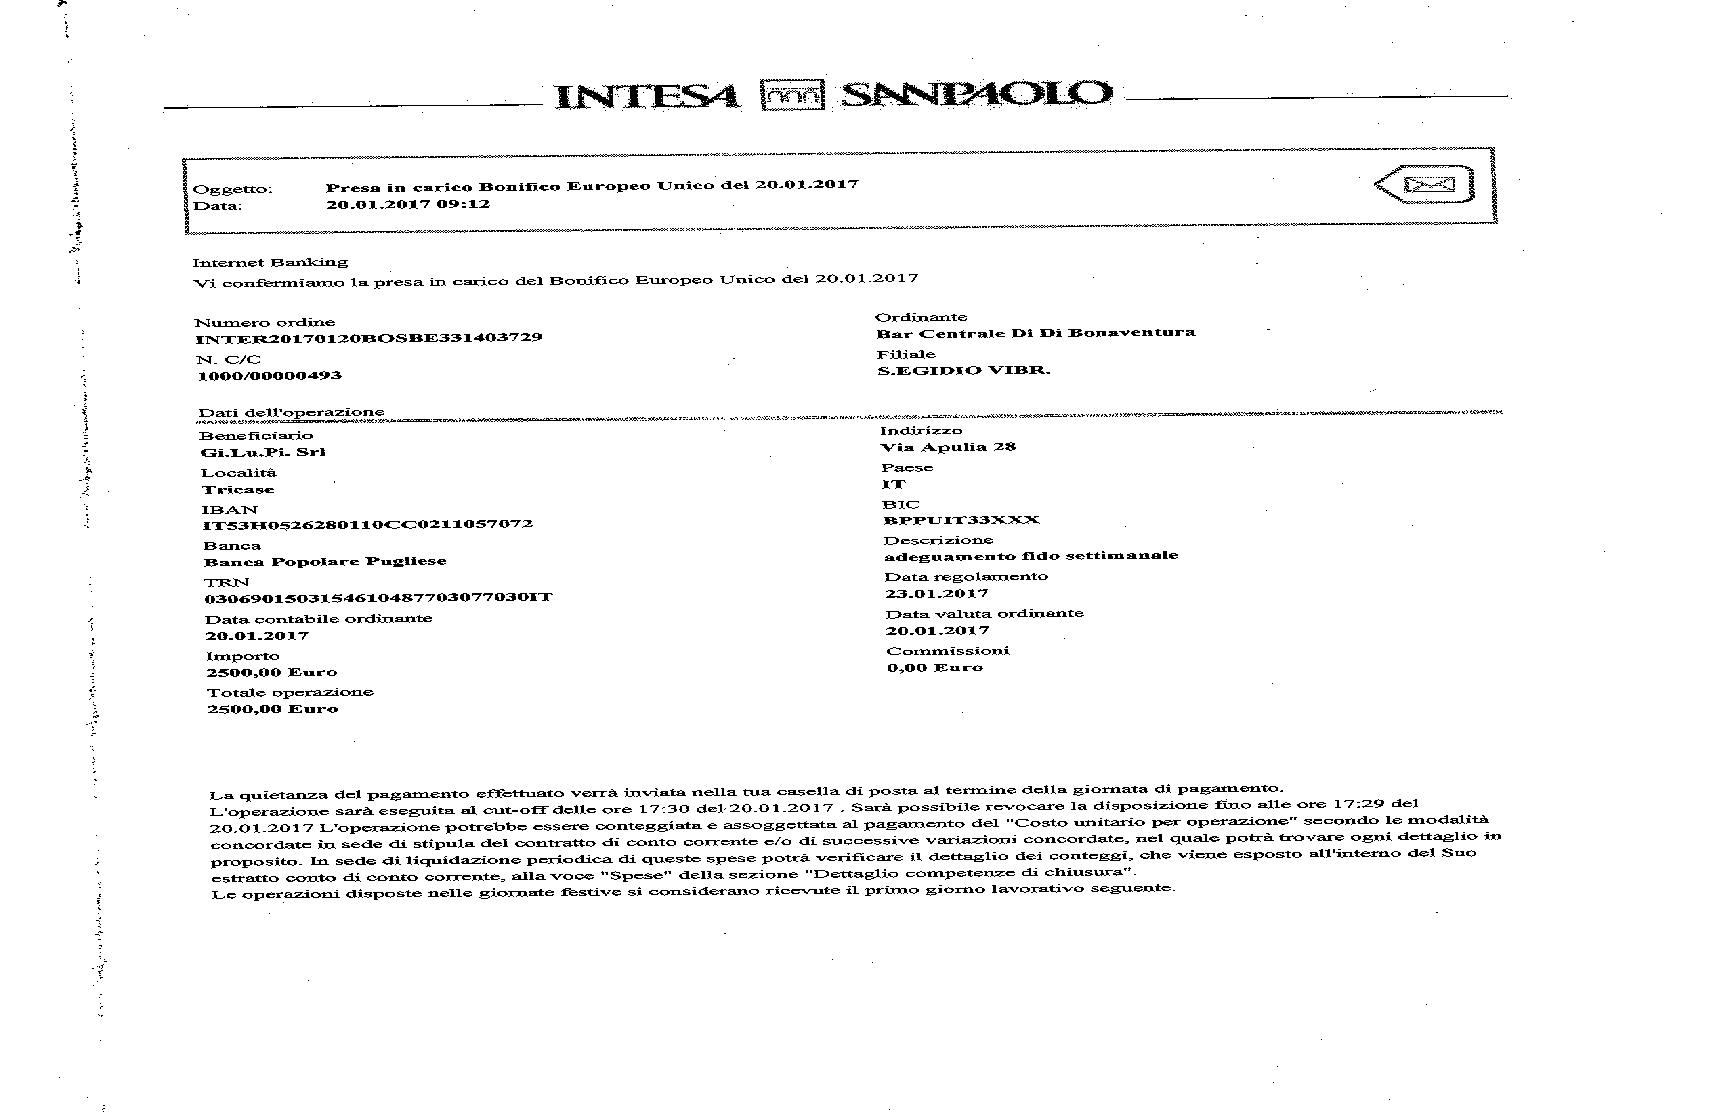 INTESA SANPAOLO
Oggetto: Presa in carico Bonifico Europeo Unico del 20.01.2017
Data: 20.01.2017 09:12
Internet Banking
Vi confermiamo la presa in carico del Bonifico Europeo Unico del 20.01.2017
Numero ordine
INTER20170120BOSBE331403729
N. C/C
1000/00000493
Ordinante
Bar Centrale Di Di Bonaventura
Filiale
S.EGIDIO VIBR.
Dati dell'operazione
Beneficiario
Gi.Lu.Pi. Srl
Località
Tricase
IBAN
IT53H0526280110CC0211057072
Banca
Banca Popolare Pugliese
TRN
0306901503154610487703077030IT
Data contabile ordinante
20.01.2017
Importo
2500,00 Euro
Totale operazione
2500,00 Euro
Indirizzo
Via Apulia 28
Paese
IT
BIC
BPPUIT33XXX
Descrizione
adeguamento fido settimanale
Data regolamento
23.01.2017
Data valuta ordinante
20.01.2017
Commissioni
0,00 Euro
La quietanza del pagamento effettuato verrà inviata nella tua casella di posta al termine della giornata di pagamento.
L'operazione sarà eseguita al cut-off delle ore 17:30 del 20.01.2017 . Sarà possibile revocare la disposizione fino alle ore 17:29 del
20.01.2017 L'operazione potrebbe essere conteggiata e assoggettata al pagamento del "Costo unitario per operazione" secondo le modalità
concordate in sede di stipula del contratto di conto corrente e/o di successive variazioni concordate, nel quale potrà trovare ogni dettaglio in
proposito. In sede di liquidazione periodica di queste spese potrà verificare il dettaglio dei conteggi, che viene esposto all'interno del Suo
estratto conto di conto corrente, alla voce "Spese" della sezione "Dettaglio competenze di chiusura".
Le operazioni disposte nelle giornate festive si considerano ricevute il primo giorno lavorativo seguente.